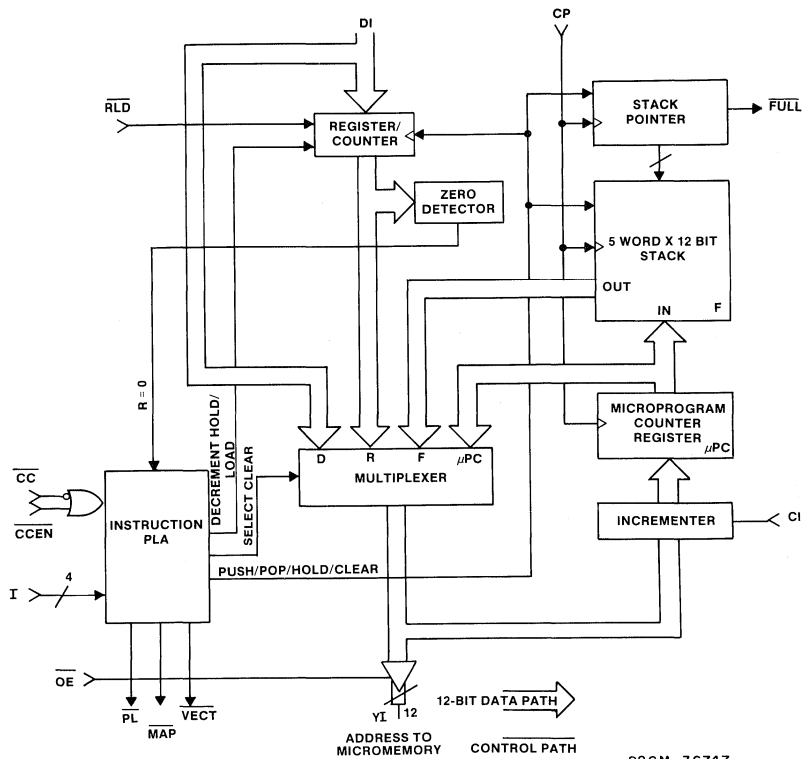 DI
CP
RLD
REGISTER/
COUNTER
STACK
POINTER
FULL
ZERO
DETECTOR
5 WORD X 12 BIT
STACK
OUT
IN
F
R = 0
DECREMENT HOLD/
LOAD
SELECT CLEAR
D
R
F
μPC
MULTIPLEXER
MICROPROGRAM
COUNTER
REGISTER
μPC
CC
CCEN
INSTRUCTION
PLA
INCREMENTER
CI
PUSH/POP/HOLD/CLEAR
I
4
OE
PL
MAP
VECT
YI
12
12-BIT DATA PATH
ADDRESS TO
MICROMEMORY
CONTROL PATH